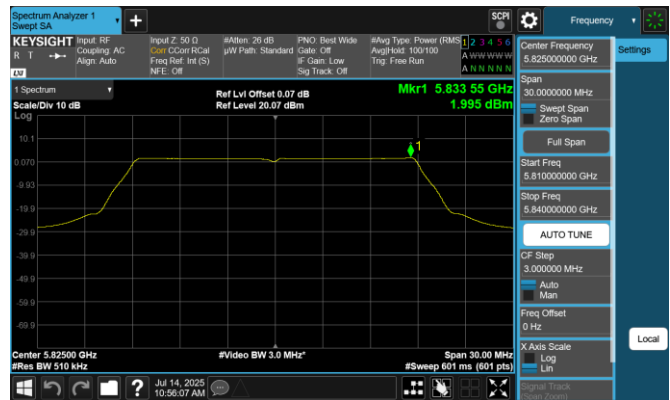 Spectrum Analyzer 1
Swept SA
SCPI
Frequency
KEYSIGHT
R T
LXI
Input: RF
Coupling: AC
Align: Auto
Input Z: 50 Ω
Corr CCorr RCal
Freq Ref: Int (S)
NFE: Off
#Atten: 26 dB
µW Path: Standard
PNO: Best Wide
Gate: Off
IF Gain: Low
Sig Track: Off
#Avg Type: Power (RMS
Avg|Hold: 100/100
Trig: Free Run
1 2 3 4 5 6
A W W W W W
A N N N N N
1 Spectrum
Scale/Div 10 dB
Log
Ref Lvl Offset 0.07 dB
Ref Level 20.07 dBm
Mkr1 5.833 55 GHz
1.995 dBm
1
10.1
0.070
-9.93
-19.9
-29.9
-39.9
-49.9
-59.9
-69.9
Center 5.82500 GHz
#Res BW 510 kHz
#Video BW 3.0 MHz*
Span 30.00 MHz
#Sweep 601 ms (601 pts)
Jul 14, 2025
10:56:07 AM
Center Frequency
5.825000000 GHz
Span
30.0000000 MHz
Swept Span
Zero Span
Full Span
Start Freq
5.810000000 GHz
Stop Freq
5.840000000 GHz
AUTO TUNE
CF Step
3.000000 MHz
Auto
Man
Freq Offset
0 Hz
X Axis Scale
Log
Lin
Signal Track
(Span Zoom)
Settings
Local